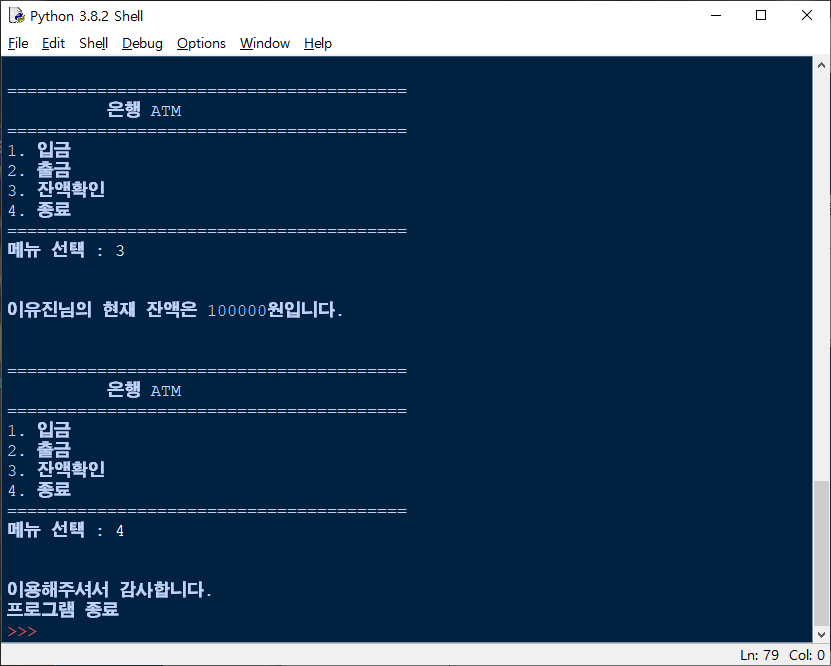 Python 3.8.2 Shell
File Edit Shell Debug Options Window Help
========================================
은행 ATM
========================================
1. 입금
2. 출금
3. 잔액확인
4. 종료
========================================
메뉴 선택 : 3
이유진님의 현재 잔액은 100000원입니다.
========================================
은행 ATM
========================================
1. 입금
2. 출금
3. 잔액확인
4. 종료
========================================
메뉴 선택 : 4
이용해주셔서 감사합니다.
프로그램 종료
>>>
Ln: 79 Col: 0